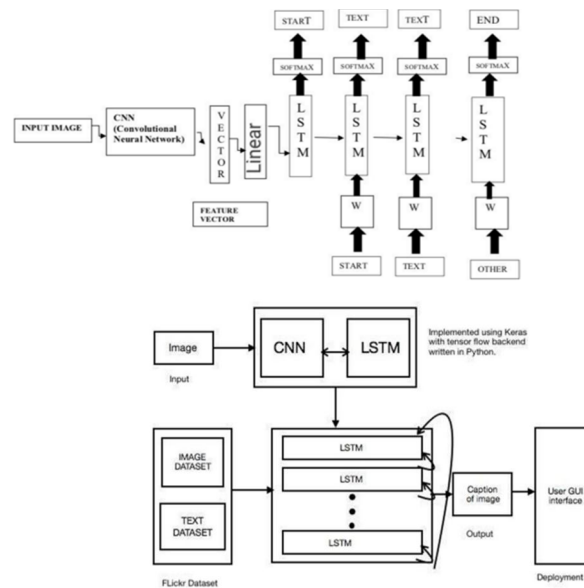 START
TEXT
TEXT
END
SOFTMAX
SOFTMAX
SOFTMAX
SOFTMAX
INPUT IMAGE
CNN
(Convolutional
Neural Network)
VECTOR
Linear
LSTM
LSTM
LSTM
LSTM
FEATURE
VECTOR
W
W
W
START
TEXT
OTHER
Image
Input
CNN
LSTM
Implemented using Keras
with tensor flow backend
written in Python.
IMAGE
DATASET
TEXT
DATASET
FLickr Dataset
LSTM
LSTM
LSTM
Caption
of image
Output
User GUI
interface
Deployment